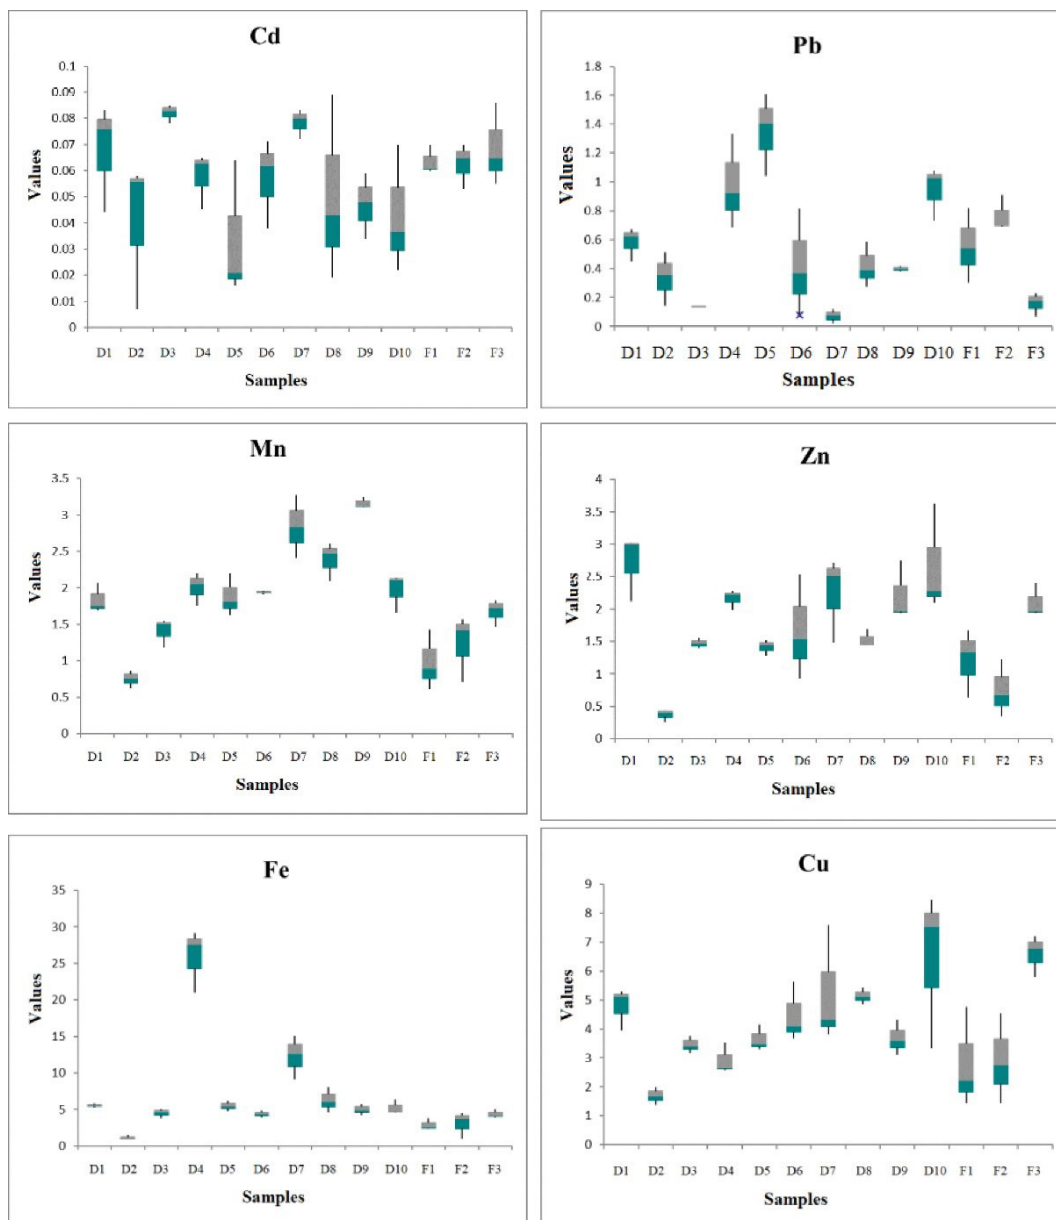 Cd
Values
0.1
0.09
0.08
0.07
0.06
0.05
0.04
0.03
0.02
0.01
0
D1 D2 D3 D4 D5 D6 D7 D8 D9 D10 F1 F2 F3
Samples
Pb
Values
1.8
1.6
1.4
1.2
1
0.8
0.6
0.4
0.2
0
D1 D2 D3 D4 D5 D6 D7 D8 D9 D10 F1 F2 F3
Samples
Mn
Values
3.5
3
2.5
2
1.5
1
0.5
0
D1 D2 D3 D4 D5 D6 D7 D8 D9 D10 F1 F2 F3
Samples
Zn
Values
4
3.5
3
2.5
2
1.5
1
0.5
0
D1 D2 D3 D4 D5 D6 D7 D8 D9 D10 F1 F2 F3
Samples
Fe
Values
35
30
25
20
15
10
5
0
D1 D2 D3 D4 D5 D6 D7 D8 D9 D10 F1 F2 F3
Samples
Cu
Values
9
8
7
6
5
4
3
2
1
0
D1 D2 D3 D4 D5 D6 D7 D8 D9 D10 F1 F2 F3
Samples